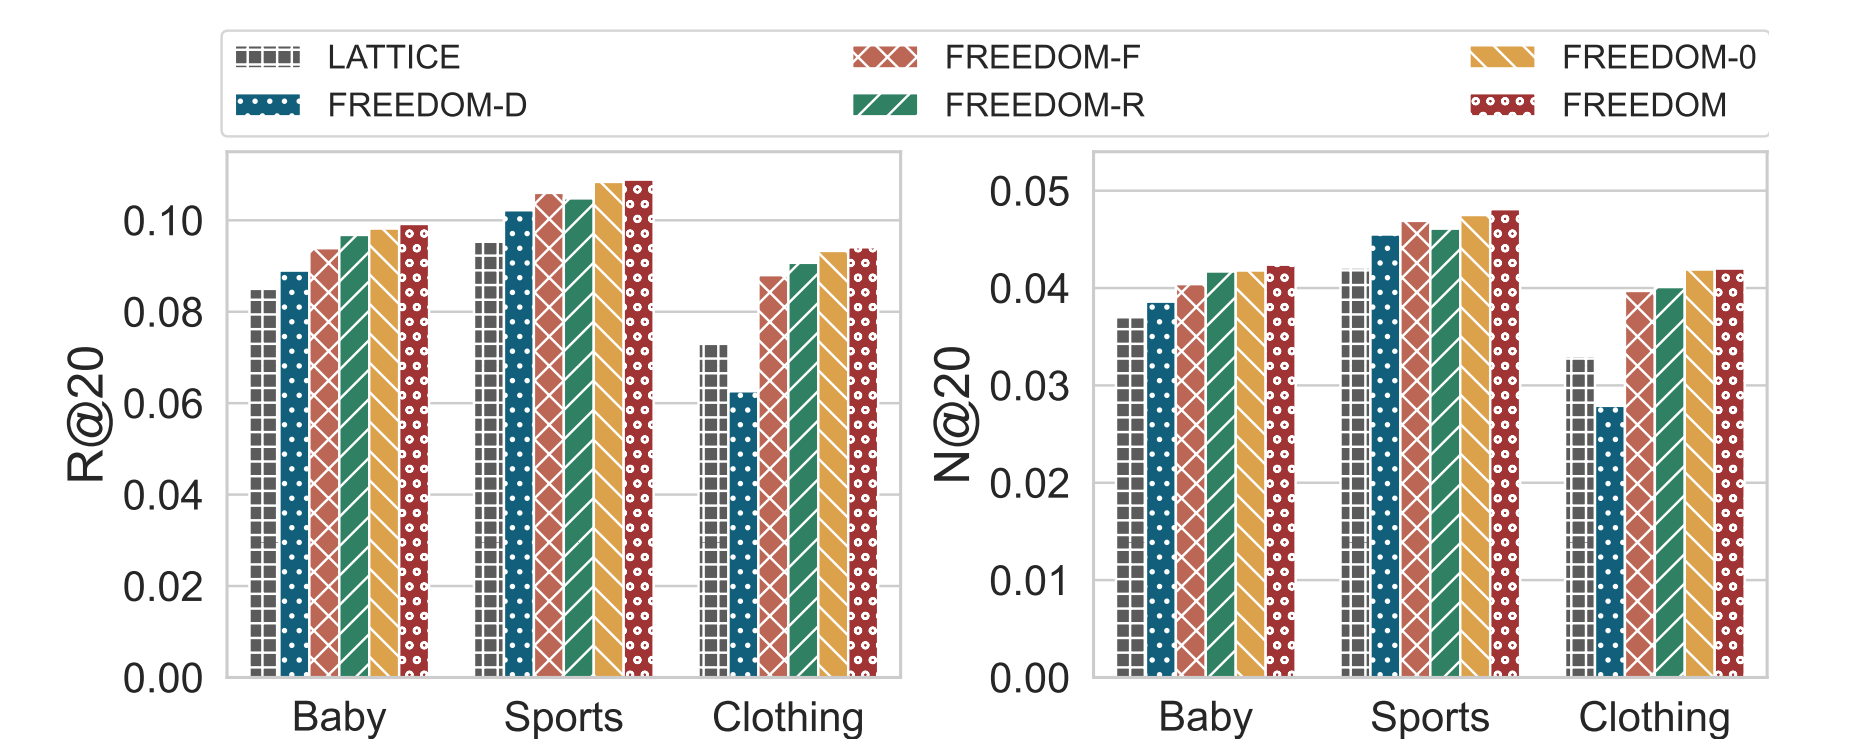 LATTICE FREEDOM-F FREEDOM-0
FREEDOM-D FREEDOM-R FREEDOM
R@20
0.10
0.08
0.06
0.04
0.02
0.00
Baby Sports Clothing
N@20
0.05
0.04
0.03
0.02
0.01
0.00
Baby Sports Clothing